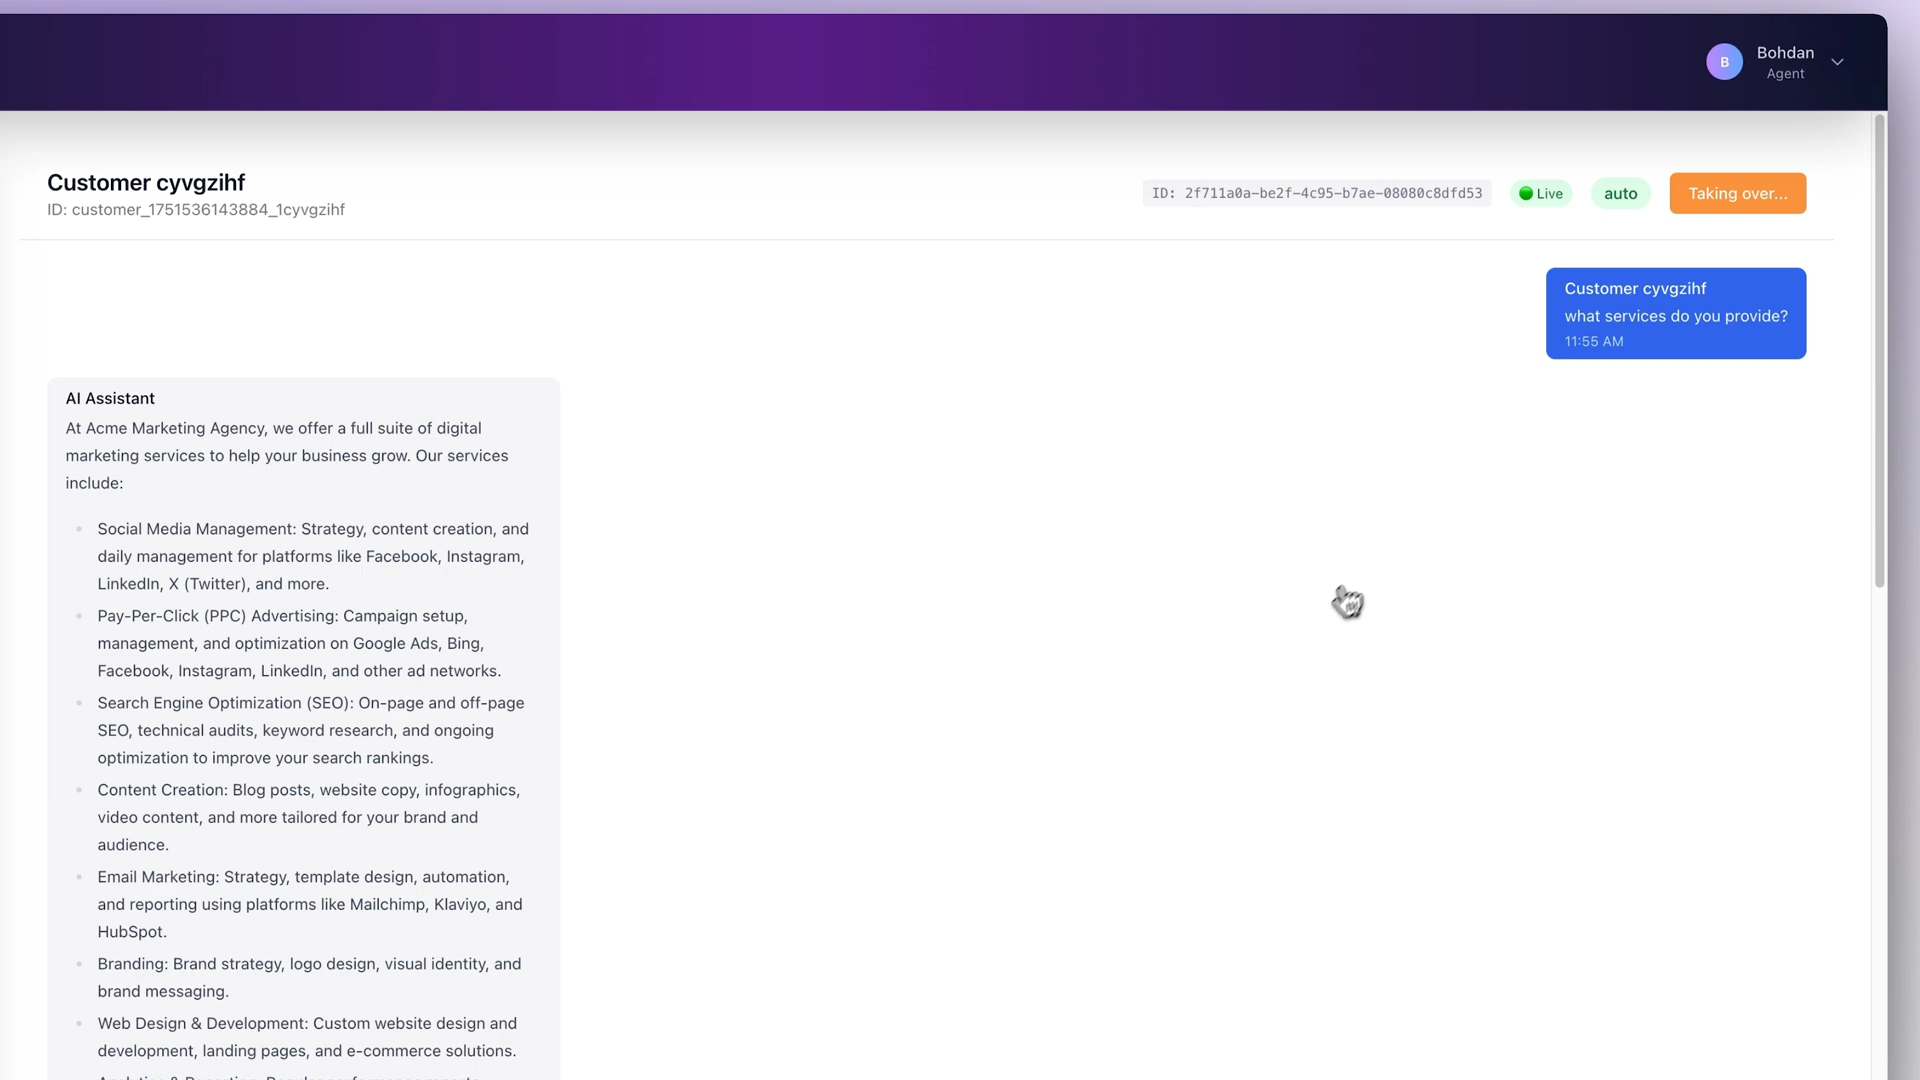 B
Bohdan
Agent
Customer cyvgzihf
ID: customer_1751536143884_1cyvgzihf
ID: 2f711a0a-be2f-4c95-b7ae-08080c8dfd53
Live
auto
Taking over...
Customer cyvgzihf
what services do you provide?
11:55 AM
AI Assistant
At Acme Marketing Agency, we offer a full suite of digital
marketing services to help your business grow. Our services
include:
Social Media Management: Strategy, content creation, and
daily management for platforms like Facebook, Instagram,
LinkedIn, X (Twitter), and more.
Pay-Per-Click (PPC) Advertising: Campaign setup,
management, and optimization on Google Ads, Bing,
Facebook, Instagram, LinkedIn, and other ad networks.
Search Engine Optimization (SEO): On-page and off-page
SEO, technical audits, keyword research, and ongoing
optimization to improve your search rankings.
Content Creation: Blog posts, website copy, infographics,
video content, and more tailored for your brand and
audience.
Email Marketing: Strategy, template design, automation,
and reporting using platforms like Mailchimp, Klaviyo, and
HubSpot.
Branding: Brand strategy, logo design, visual identity, and
brand messaging.
Web Design & Development: Custom website design and
development, landing pages, and e-commerce solutions.